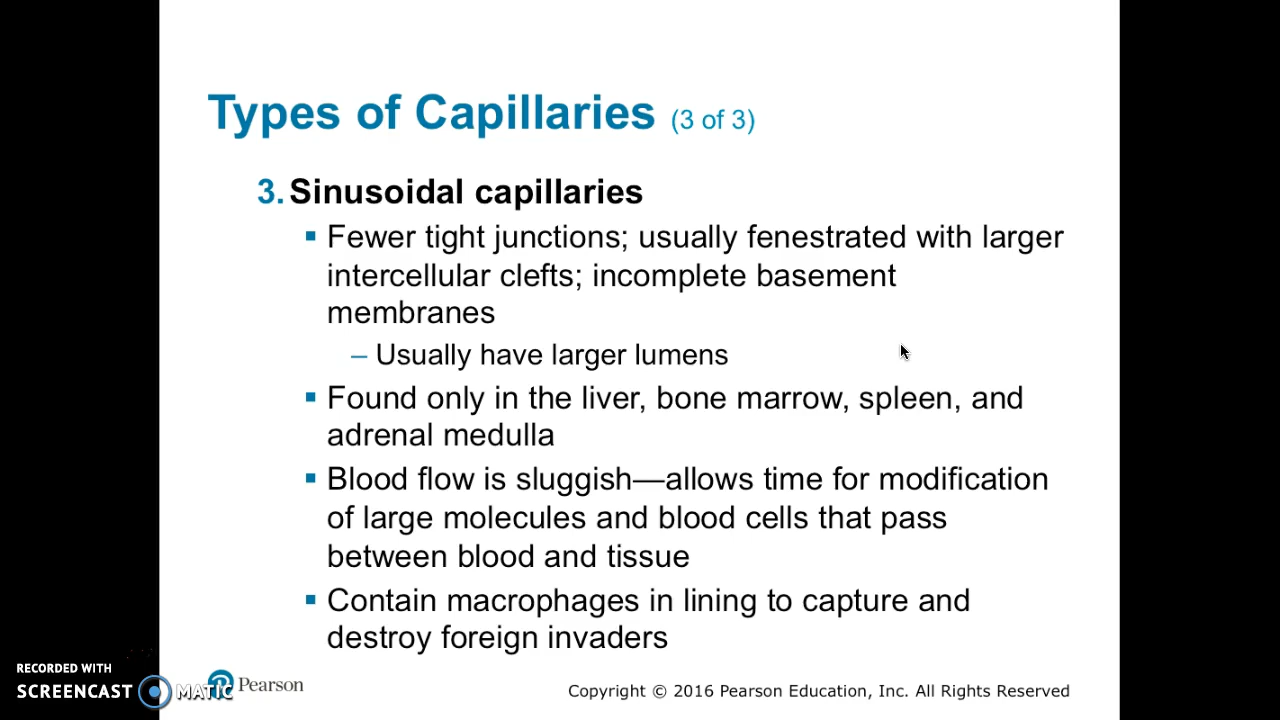 Types of Capillaries (3 of 3)
3. Sinusoidal capillaries
▪ Fewer tight junctions; usually fenestrated with larger
intercellular clefts; incomplete basement
membranes
– Usually have larger lumens
▪ Found only in the liver, bone marrow, spleen, and
adrenal medulla
▪ Blood flow is sluggish—allows time for modification
of large molecules and blood cells that pass
between blood and tissue
▪ Contain macrophages in lining to capture and
destroy foreign invaders
RECORDED WITH
SCREENCAST MATIC
Pearson
Copyright © 2016 Pearson Education, Inc. All Rights Reserved